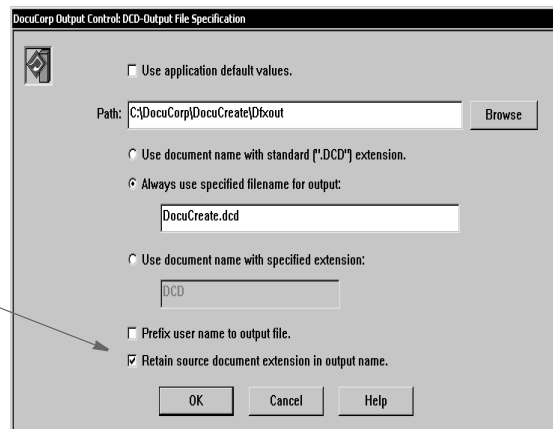 DocuCorp Output Control: DCD-Output File Specification
Use application default values.
Path: C:\DocuCorp\DocuCreate\Dfxout Browse
Use document name with standard (".DCD") extension.
Always use specified filename for output:
DocuCreate.dcd
Use document name with specified extension:
DCD
Prefix user name to output file.
Retain source document extension in output name.
OK Cancel Help